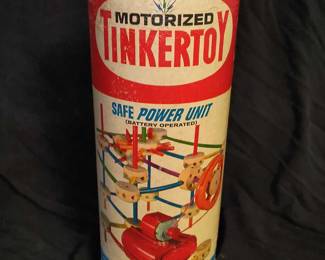 MOTORIZED
TINKERTOY
SAFE POWER UNIT
(BATTERY OPERATED)